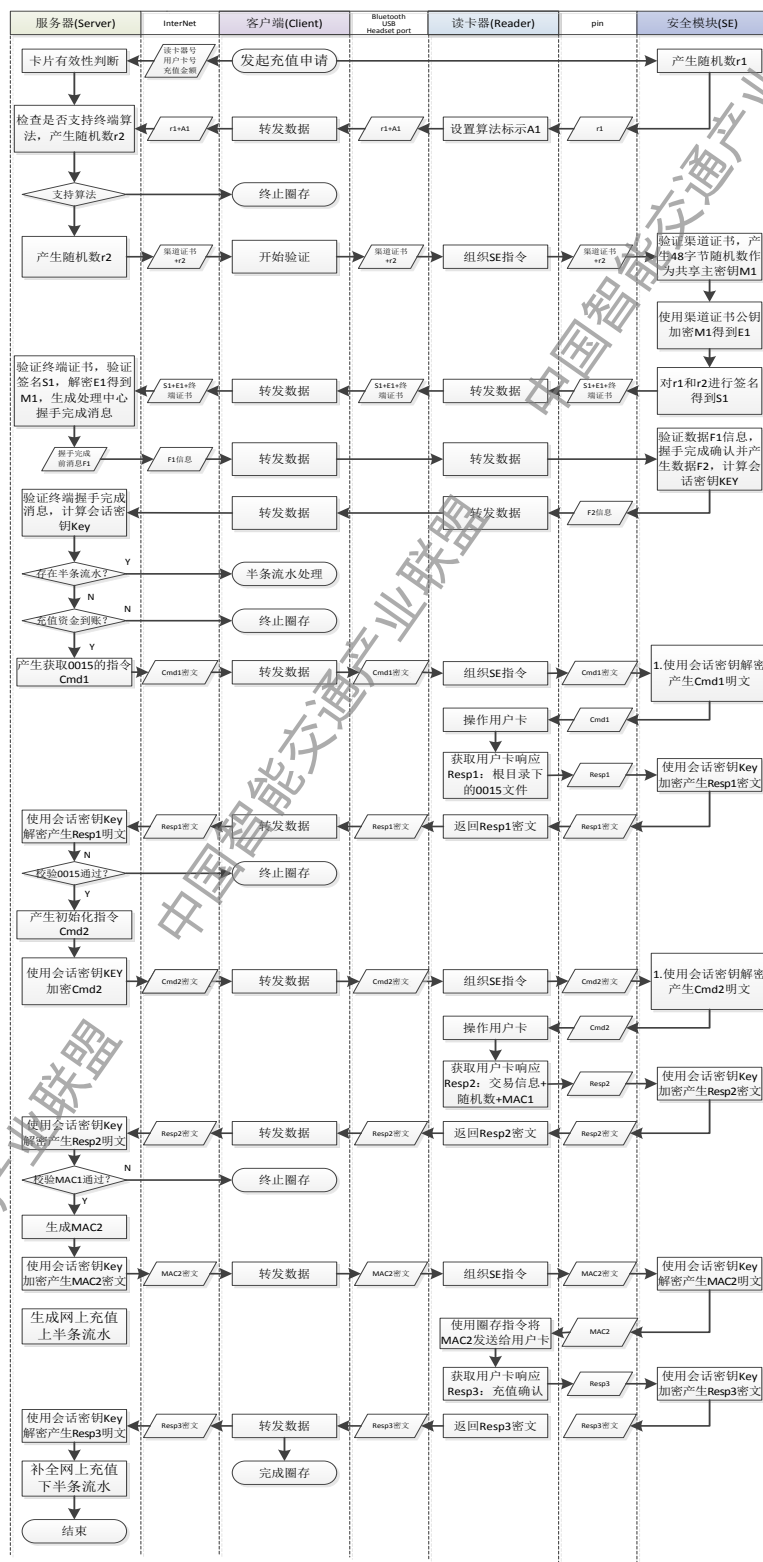 服务器(Server)
InterNet
客户端(Client)
Bluetooth
USB
Headset port
读卡器(Reader)
pin
安全模块(SE)
卡片有效性判断
读卡器号
用户卡号
充值金额
发起充值申请
产生随机数r1
检查是否支持终端算
法，产生随机数r2
r1+A1
转发数据
r1+A1
设置算法标示A1
r1
支持算法
终止圈存
产生随机数r2
渠道证书
+r2
开始验证
渠道证书
+r2
组织SE指令
渠道证书
+r2
验证渠道证书，产
生48字节随机数作
为共享主密钥M1
使用渠道证书公钥
加密M1得到E1
验证终端证书，验证
签名S1，解密E1得到
M1，生成处理中心
握手完成消息
S1+E1+终
端证书
转发数据
S1+E1+终
端证书
转发数据
S1+E1+终
端证书
对r1和r2进行签名
得到S1
握手完成
前消息F1
F1信息
转发数据
转发数据
验证数据F1信息，
握手完成确认并产
生数据F2，计算会
话密钥KEY
验证终端握手完成
消息，计算会话密
钥Key
转发数据
转发数据
F2信息
存在半条流水？
Y
半条流水处理
N
充值资金到账？
N
终止圈存
Y
产生获取0015的指令
Cmd1
Cmd1密文
转发数据
Cmd1密文
组织SE指令
Cmd1密文
1.使用会话密钥解密
产生Cmd1明文
操作用户卡
Cmd1
获取用户卡响应
Resp1：根目录下
的0015文件
Resp1
使用会话密钥Key
加密产生Resp1密文
使用会话密钥Key
解密产生Resp1明文
Resp1密文
转发数据
Resp1密文
返回Resp1密文
Resp1密文
N
校验0015通过？
终止圈存
Y
产生初始化指令
Cmd2
使用会话密钥KEY
加密Cmd2
Cmd2密文
转发数据
Cmd2密文
组织SE指令
Cmd2密文
1.使用会话密钥解密
产生Cmd2明文
操作用户卡
Cmd2
获取用户卡响应
Resp2：交易信息+
随机数+MAC1
Resp2
使用会话密钥Key
加密产生Resp2密文
使用会话密钥Key
解密产生Resp2明文
Resp2密文
转发数据
Resp2密文
返回Resp2密文
Resp2密文
校验MAC1通过？
N
终止圈存
Y
生成MAC2
使用会话密钥Key
加密产生MAC2密文
MAC2密文
转发数据
MAC2密文
组织SE指令
MAC2密文
使用会话密钥Key
解密产生MAC2明文
生成网上充值
上半条流水
使用圈存指令将
MAC2发送给用户卡
MAC2
获取用户卡响应
Resp3：充值确认
Resp3
使用会话密钥Key
加密产生Resp3密文
使用会话密钥Key
解密产生Resp3明文
Resp3密文
转发数据
Resp3密文
返回Resp3密文
Resp3密文
补全网上充值
下半条流水
完成圈存
结束
中国智能交通产业
中国智能交通产业联盟
产业联盟